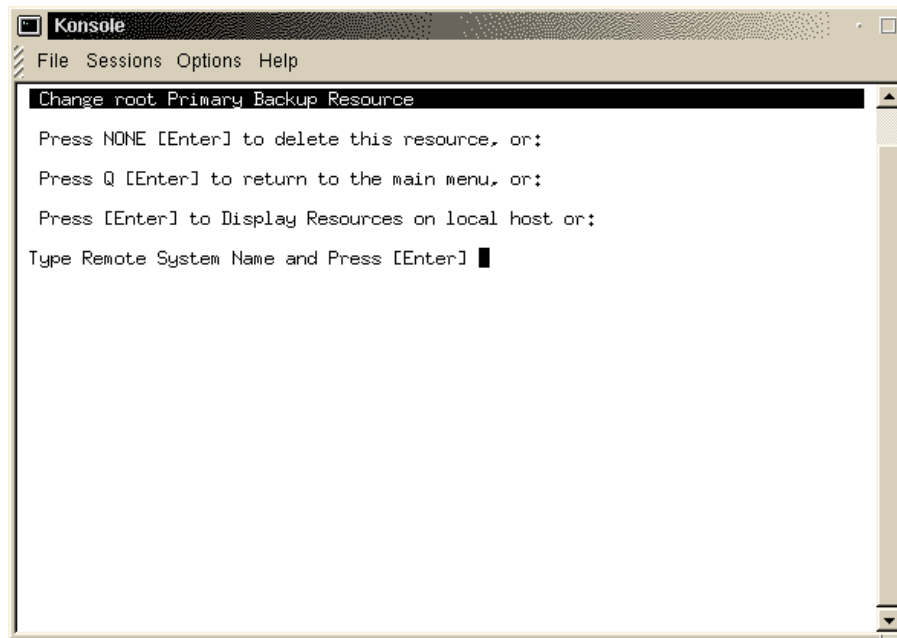 Konsole
File Sessions Options Help
Change root Primary Backup Resource
Press NONE [Enter] to delete this resource, or:
Press Q [Enter] to return to the main menu, or:
Press [Enter] to Display Resources on local host or:
Type Remote System Name and Press [Enter]